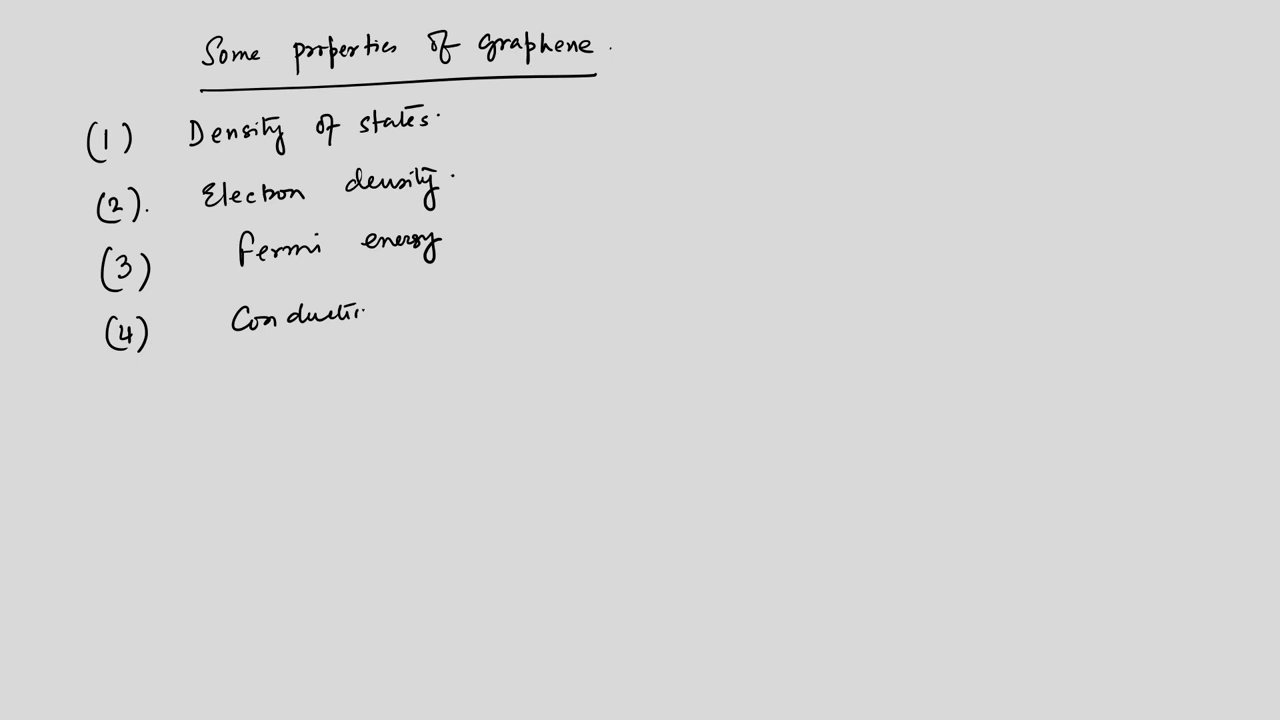 Some properties of graphene.
(1) Density of states.
(2). Electron density.
(3) Fermi energy
(4) Conducti